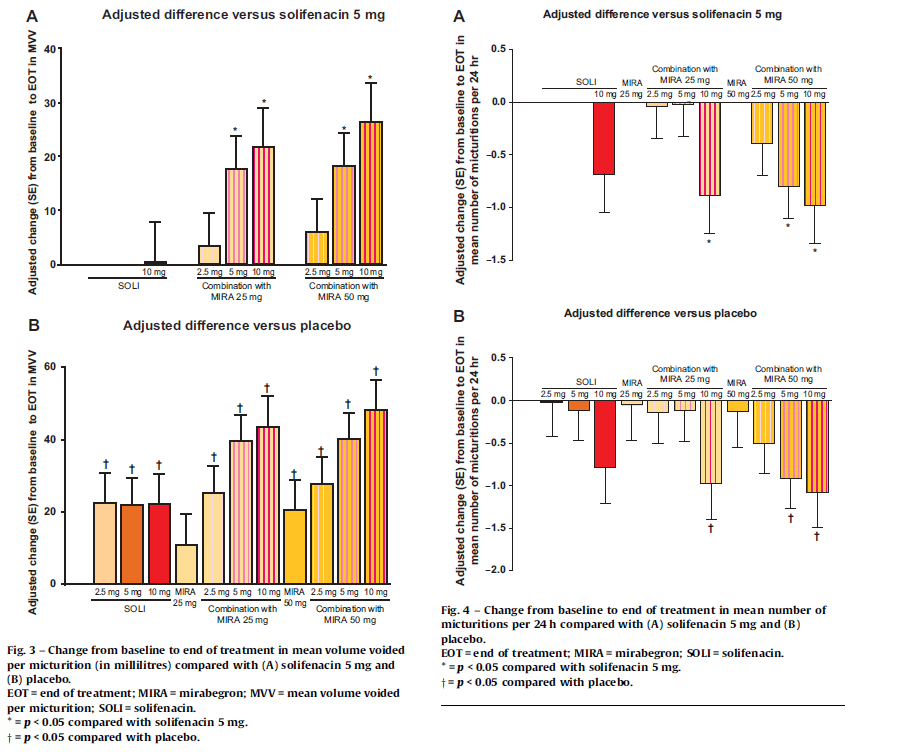 A
Adjusted difference versus solifenacin 5 mg
Adjusted change (SE) from baseline to EOT in MVV
40
30
20
10
0
* * * *
10 mg
2.5 mg 5 mg 10 mg
2.5 mg 5 mg 10 mg
SOLI
Combination with
MIRA 25 mg
Combination with
MIRA 50 mg
B
Adjusted difference versus placebo
Adjusted change (SE) from baseline to EOT in MVV
60
40
20
0
† † † † † † † † † †
2.5 mg 5 mg 10 mg
MIRA
25 mg
2.5 mg 5 mg 10 mg
MIRA
50 mg
2.5 mg 5 mg 10 mg
SOLI
Combination with
MIRA 25 mg
Combination with
MIRA 50 mg
Fig. 3 – Change from baseline to end of treatment in mean volume voided
per micturition (in millilitres) compared with (A) solifenacin 5 mg and
(B) placebo.
EOT = end of treatment; MIRA = mirabegron; MVV = mean volume voided
per micturition; SOLI = solifenacin.
* = p < 0.05 compared with solifenacin 5 mg.
† = p < 0.05 compared with placebo.
A
Adjusted difference versus solifenacin 5 mg
Adjusted change (SE) from baseline to EOT in
mean number of micturitions per 24 hr
0.5
0.0
−0.5
−1.0
−1.5
SOLI
10 mg
MIRA
25 mg
Combination with
MIRA 25 mg
2.5 mg 5 mg 10 mg
MIRA
50 mg
Combination with
MIRA 50 mg
2.5 mg 5 mg 10 mg
* * *
B
Adjusted difference versus placebo
Adjusted change (SE) from baseline to EOT in
mean number of micturitions per 24 hr
0.5
0.0
−0.5
−1.0
−1.5
−2.0
SOLI
2.5 mg 5 mg 10 mg
MIRA
25 mg
Combination with
MIRA 25 mg
2.5 mg 5 mg 10 mg
MIRA
50 mg
Combination with
MIRA 50 mg
2.5 mg 5 mg 10 mg
† † †
Fig. 4 – Change from baseline to end of treatment in mean number of
micturitions per 24 h compared with (A) solifenacin 5 mg and (B)
placebo.
EOT = end of treatment; MIRA = mirabegron; SOLI = solifenacin.
* = p < 0.05 compared with solifenacin 5 mg.
† = p < 0.05 compared with placebo.